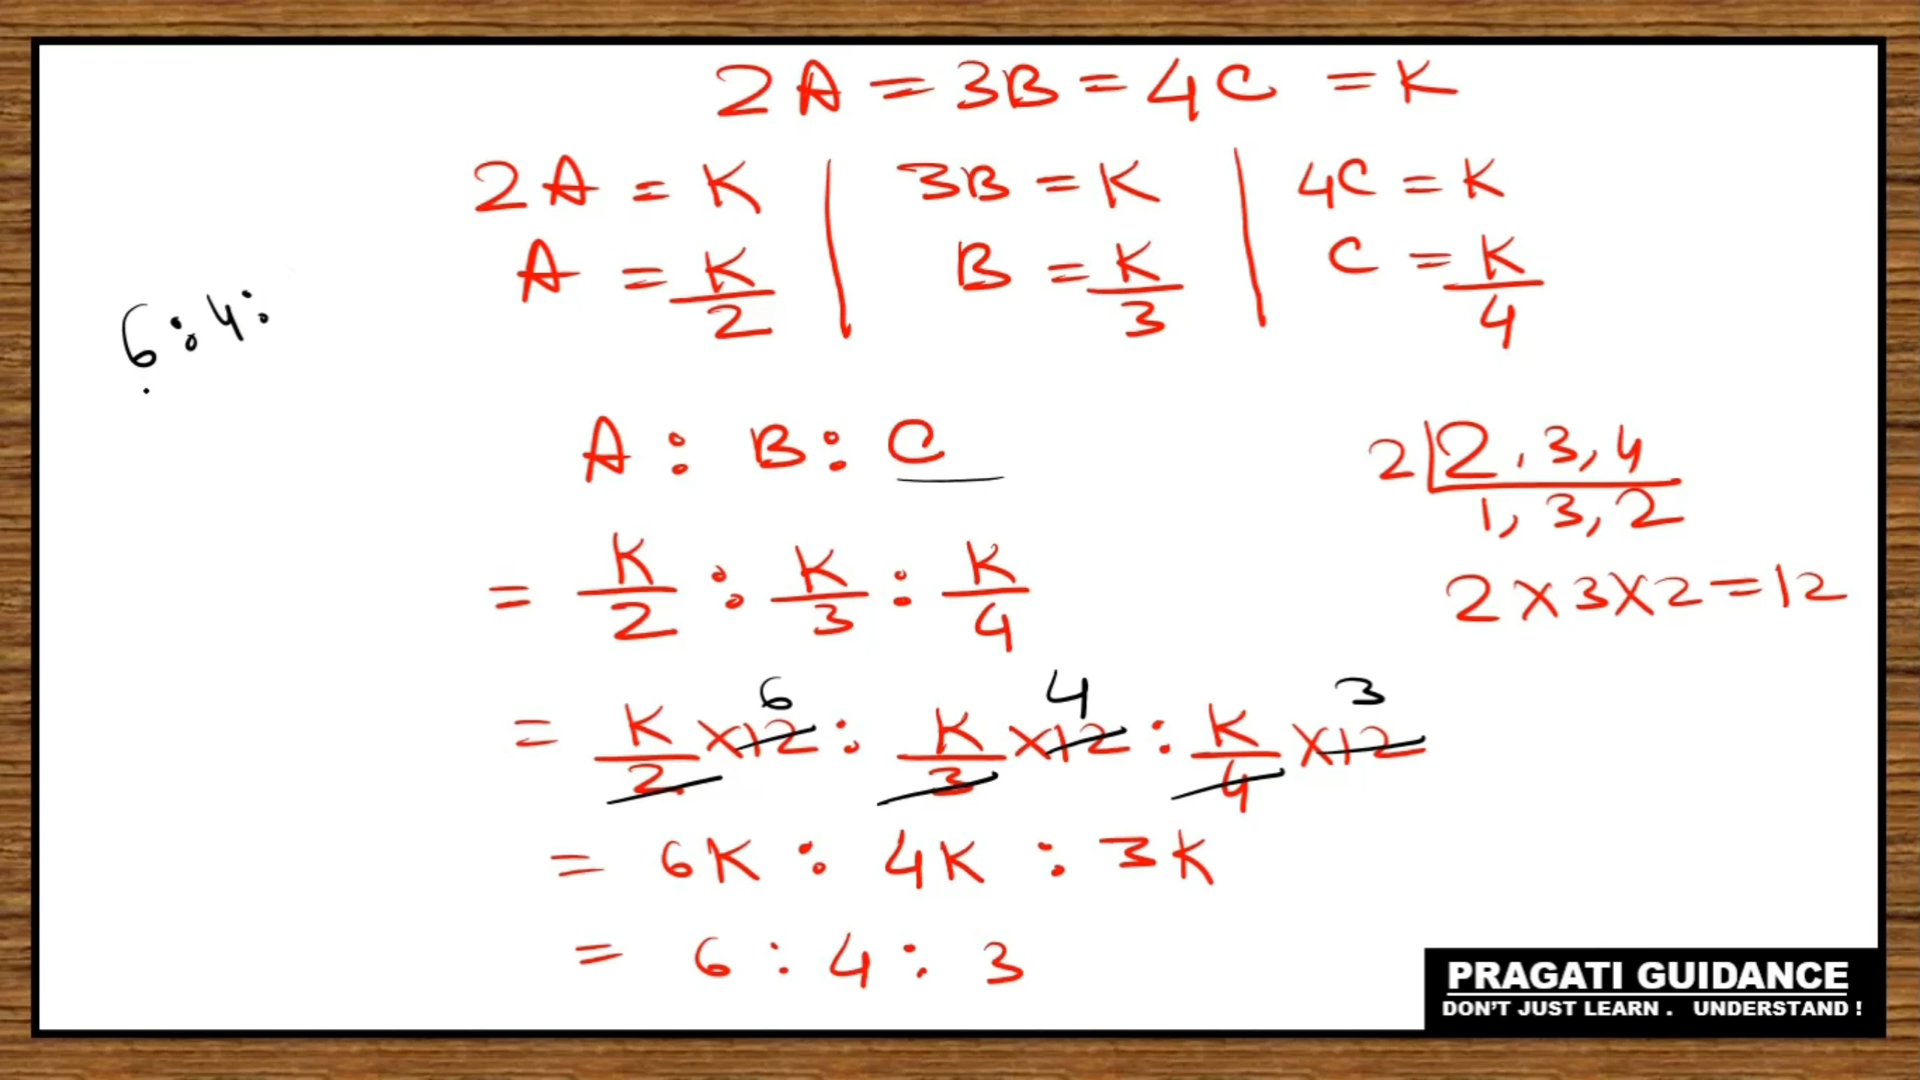 2A = 3B = 4C = K
2A = K | 3B = K | 4C = K
A = K/2 | B = K/3 | C = K/4
6 : 4 :
A : B : C
= K/2 : K/3 : K/4
2 | 2, 3, 4
1, 3, 2
2 × 3 × 2 = 12
6 4 3
= K/2 × 12 : K/3 × 12 : K/4 × 12
= 6K : 4K : 3K
= 6 : 4 : 3
PRAGATI GUIDANCE
DON'T JUST LEARN . UNDERSTAND !